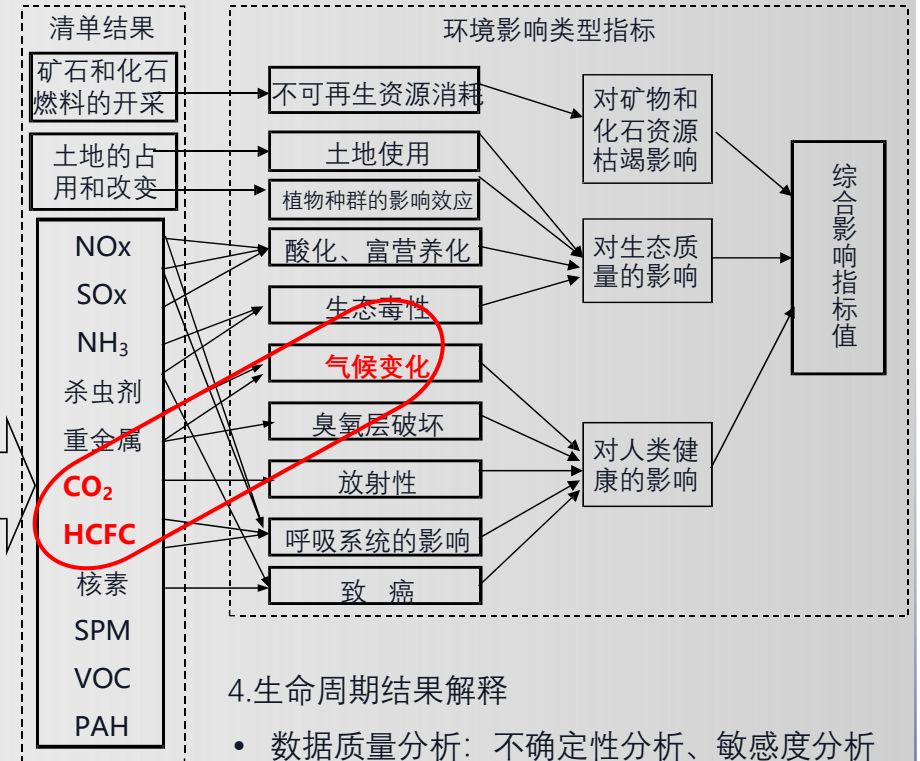 清单结果
环境影响类型指标
矿石和化石
燃料的开采
不可再生资源消耗
对矿物和
化石资源
枯竭影响
土地的占
用和改变
土地使用
植物种群的影响效应
综合影响指标值
NOx
酸化、富营养化
对生态质
量的影响
SOx
生态毒性
NH₃
气候变化
杀虫剂
臭氧层破坏
重金属
对人类健
康的影响
CO₂
放射性
HCFC
呼吸系统的影响
核素
致 癌
SPM
VOC
PAH
4.生命周期结果解释
• 数据质量分析：不确定性分析、敏感度分析